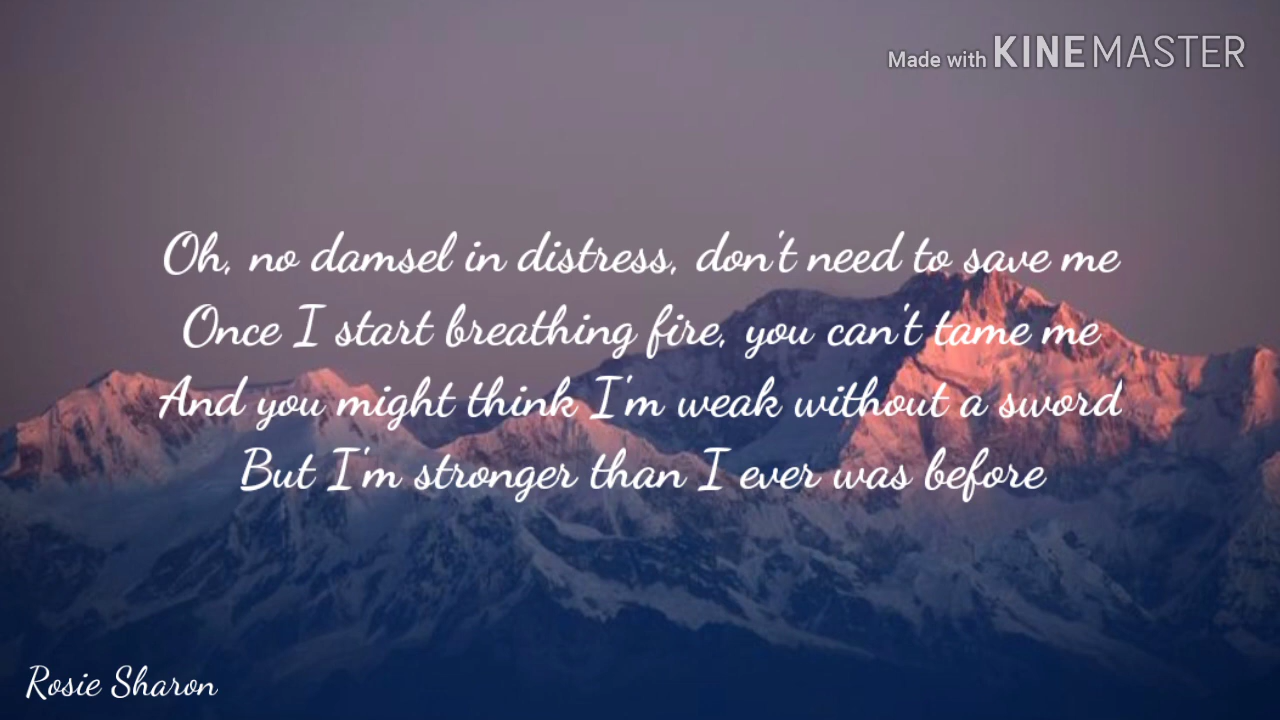 Made with KINEMASTER
Oh, no damsel in distress, don't need to save me
Once I start breathing fire, you can't tame me
And you might think I'm weak without a sword
But I'm stronger than I ever was before
Rosie Sharon